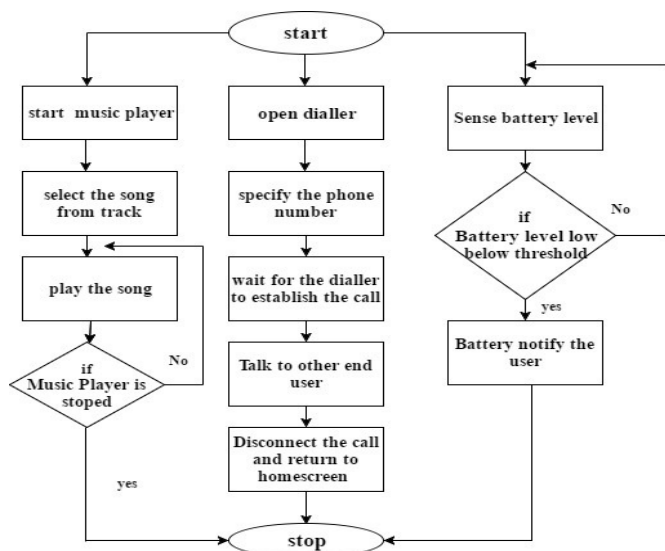 start
start music player
select the song
from track
play the song
if
Music Player is
stoped
No
yes
open dialler
specify the phone
number
wait for the dialler
to establish the call
Talk to other end
user
Disconnect the call
and return to
homescreen
Sense battery level
if
Battery level low
below threshold
No
yes
Battery notify the
user
stop